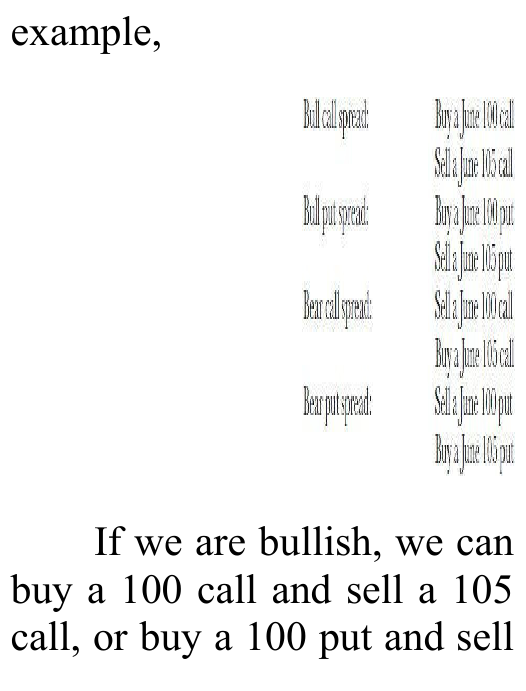 example,
Bull call spread: Buy a June 100 call
Sell a June 105 call
Bull put spread: Buy a June 100 put
Sell a June 105 put
Bear call spread: Sell a June 100 call
Buy a June 105 call
Bear put spread: Sell a June 100 put
Buy a June 105 put
If we are bullish, we can
buy a 100 call and sell a 105
call, or buy a 100 put and sell